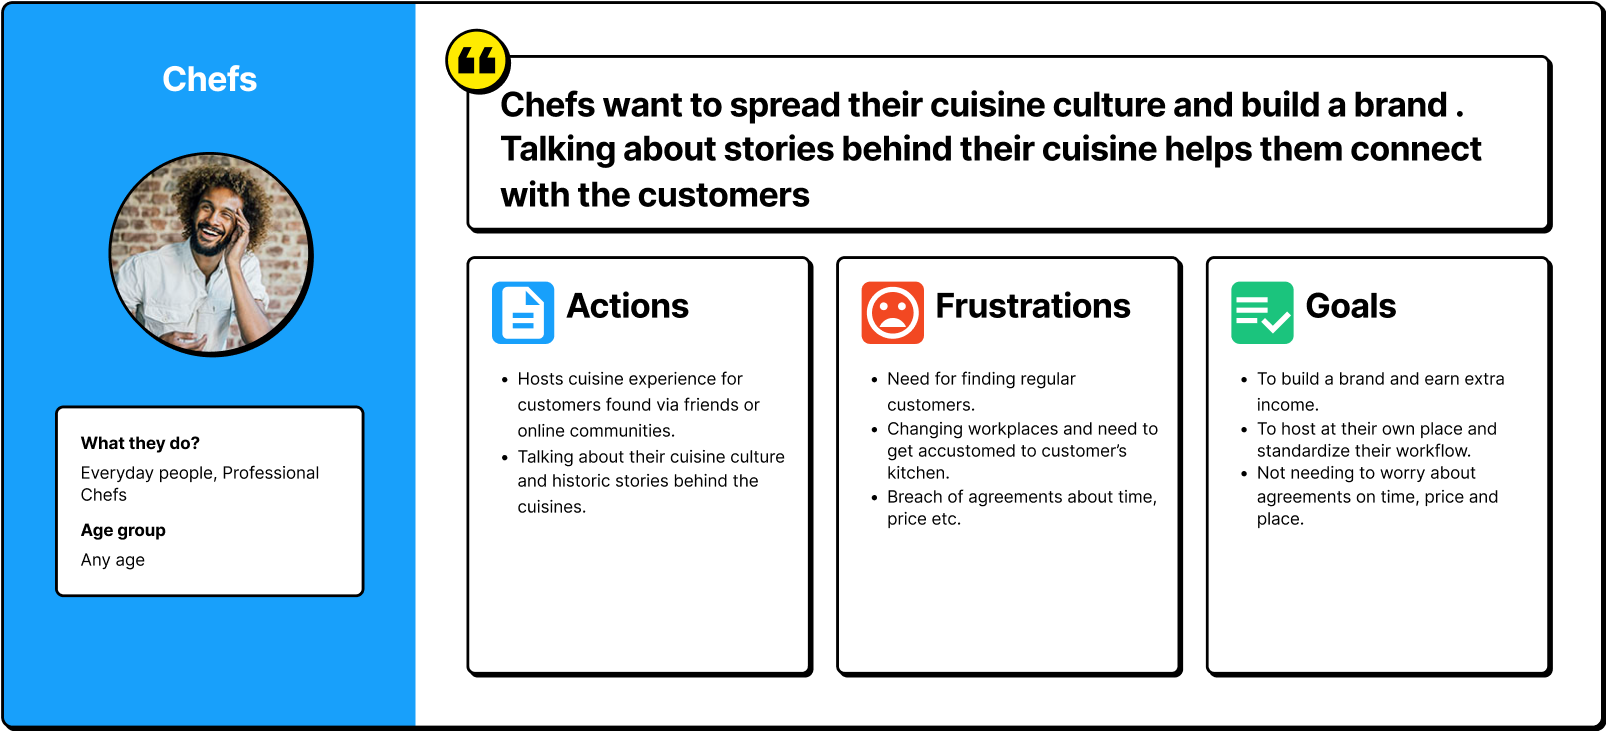 Chefs
What they do?
Everyday people, Professional
Chefs
Age group
Any age
❝
Chefs want to spread their cuisine culture and build a brand .
Talking about stories behind their cuisine helps them connect
with the customers
Actions
• Hosts cuisine experience for
customers found via friends or
online communities.
• Talking about their cuisine culture
and historic stories behind the
cuisines.
Frustrations
• Need for finding regular
customers.
• Changing workplaces and need to
get accustomed to customer’s
kitchen.
• Breach of agreements about time,
price etc.
Goals
• To build a brand and earn extra
income.
• To host at their own place and
standardize their workflow.
• Not needing to worry about
agreements on time, price and
place.